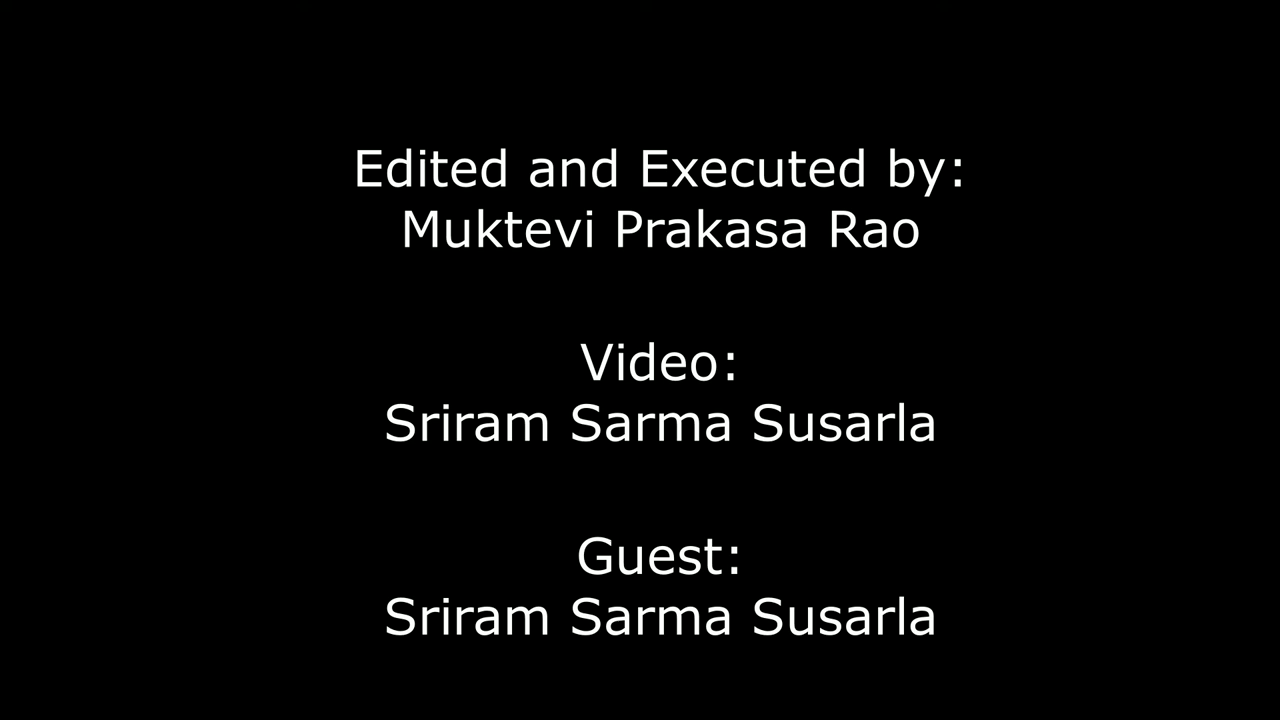 Edited and Executed by:
Muktevi Prakasa Rao
Video:
Sriram Sarma Susarla
Guest:
Sriram Sarma Susarla